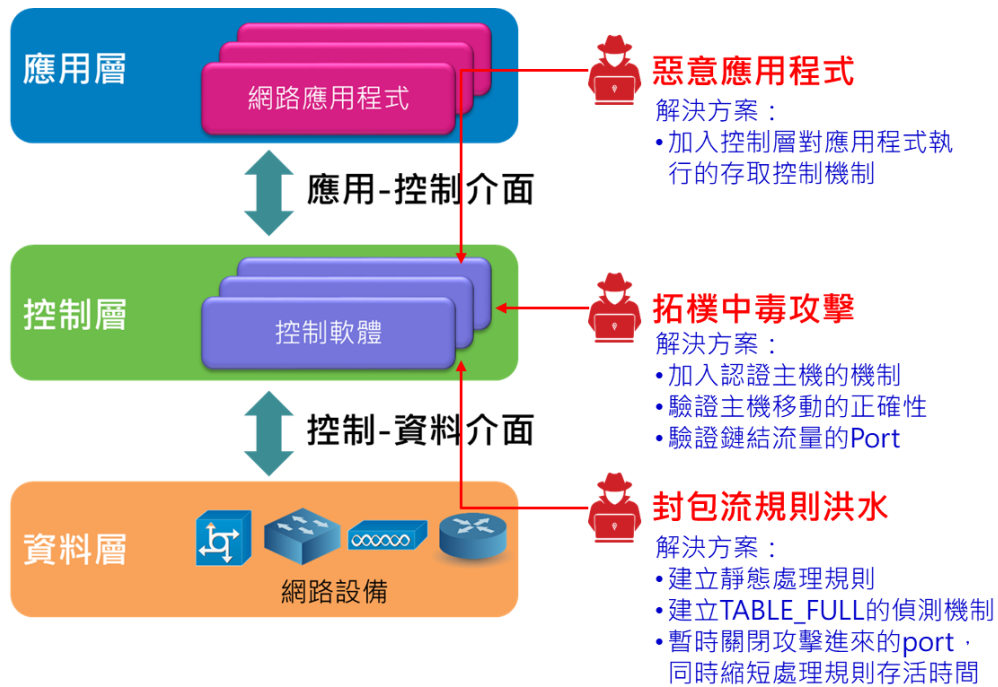 應用層
網路應用程式
惡意應用程式
解決方案：
•加入控制層對應用程式執
行的存取控制機制
應用-控制介面
控制層
控制軟體
拓樸中毒攻擊
解決方案：
•加入認證主機的機制
•驗證主機移動的正確性
•驗證鏈結流量的Port
控制-資料介面
資料層
網路設備
封包流規則洪水
解決方案：
•建立靜態處理規則
•建立TABLE_FULL的偵測機制
•暫時關閉攻擊進來的port，
同時縮短處理規則存活時間